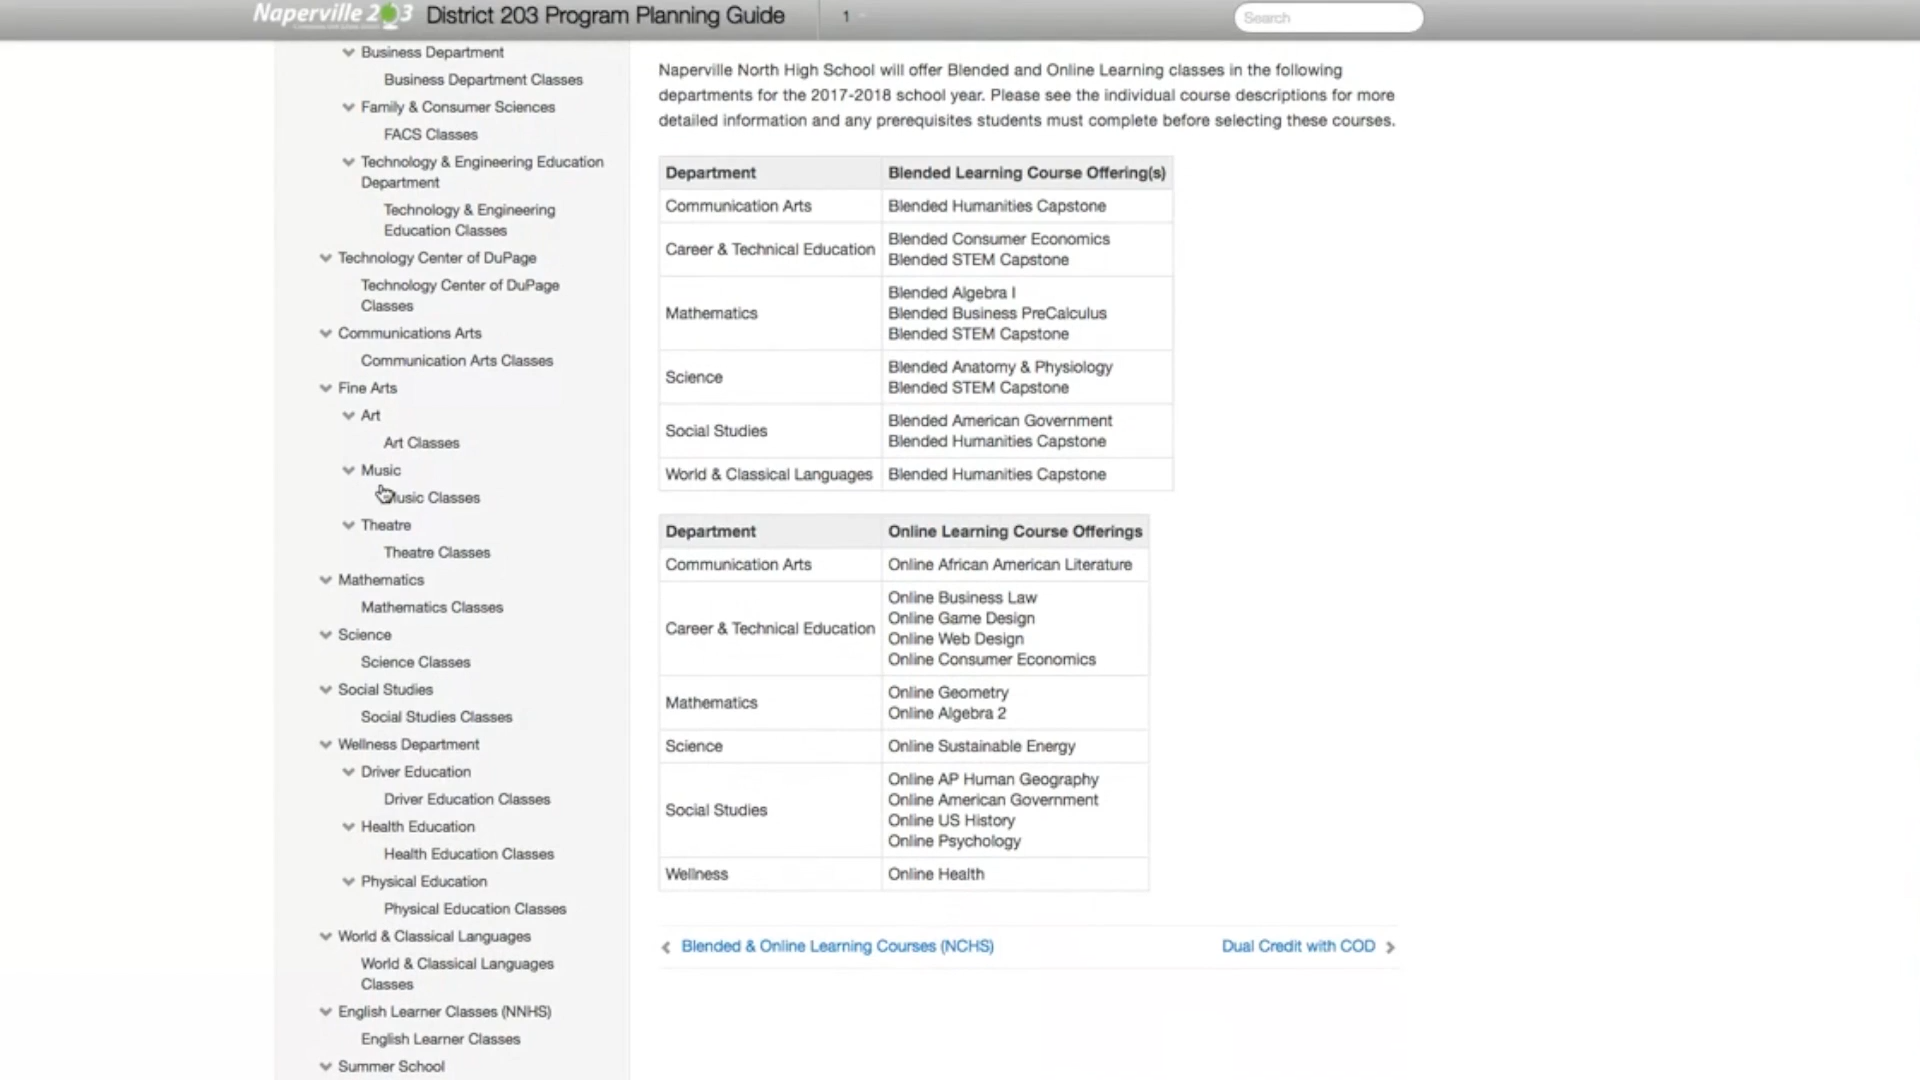 Naperville 203 District 203 Program Planning Guide 1 Search
Business Department
Business Department Classes
Family & Consumer Sciences
FACS Classes
Technology & Engineering Education
Department
Technology & Engineering
Education Classes
Technology Center of DuPage
Technology Center of DuPage
Classes
Communications Arts
Communication Arts Classes
Fine Arts
Art
Art Classes
Music
Music Classes
Theatre
Theatre Classes
Mathematics
Mathematics Classes
Science
Science Classes
Social Studies
Social Studies Classes
Wellness Department
Driver Education
Driver Education Classes
Health Education
Health Education Classes
Physical Education
Physical Education Classes
World & Classical Languages
World & Classical Languages
Classes
English Learner Classes (NNHS)
English Learner Classes
Summer School
Naperville North High School will offer Blended and Online Learning classes in the following
departments for the 2017-2018 school year. Please see the individual course descriptions for more
detailed information and any prerequisites students must complete before selecting these courses.
Department Blended Learning Course Offering(s)
Communication Arts Blended Humanities Capstone
Career & Technical Education
Blended Consumer Economics
Blended STEM Capstone
Mathematics
Blended Algebra I
Blended Business PreCalculus
Blended STEM Capstone
Science
Blended Anatomy & Physiology
Blended STEM Capstone
Social Studies
Blended American Government
Blended Humanities Capstone
World & Classical Languages Blended Humanities Capstone
Department Online Learning Course Offerings
Communication Arts Online African American Literature
Career & Technical Education
Online Business Law
Online Game Design
Online Web Design
Online Consumer Economics
Mathematics
Online Geometry
Online Algebra 2
Science Online Sustainable Energy
Social Studies
Online AP Human Geography
Online American Government
Online US History
Online Psychology
Wellness Online Health
Blended & Online Learning Courses (NCHS) Dual Credit with COD